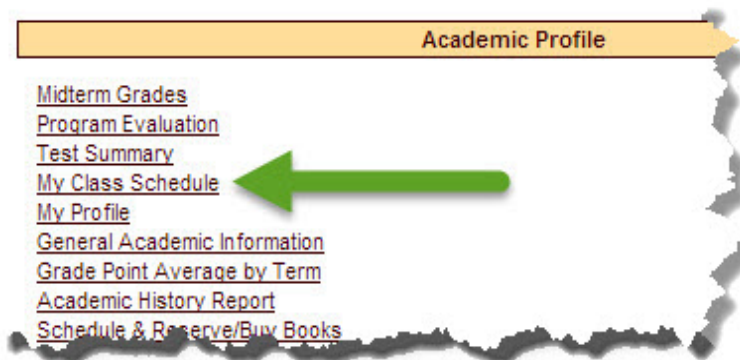 Academic Profile
Midterm Grades
Program Evaluation
Test Summary
My Class Schedule
My Profile
General Academic Information
Grade Point Average by Term
Academic History Report
Schedule & Reserve/Buy Books